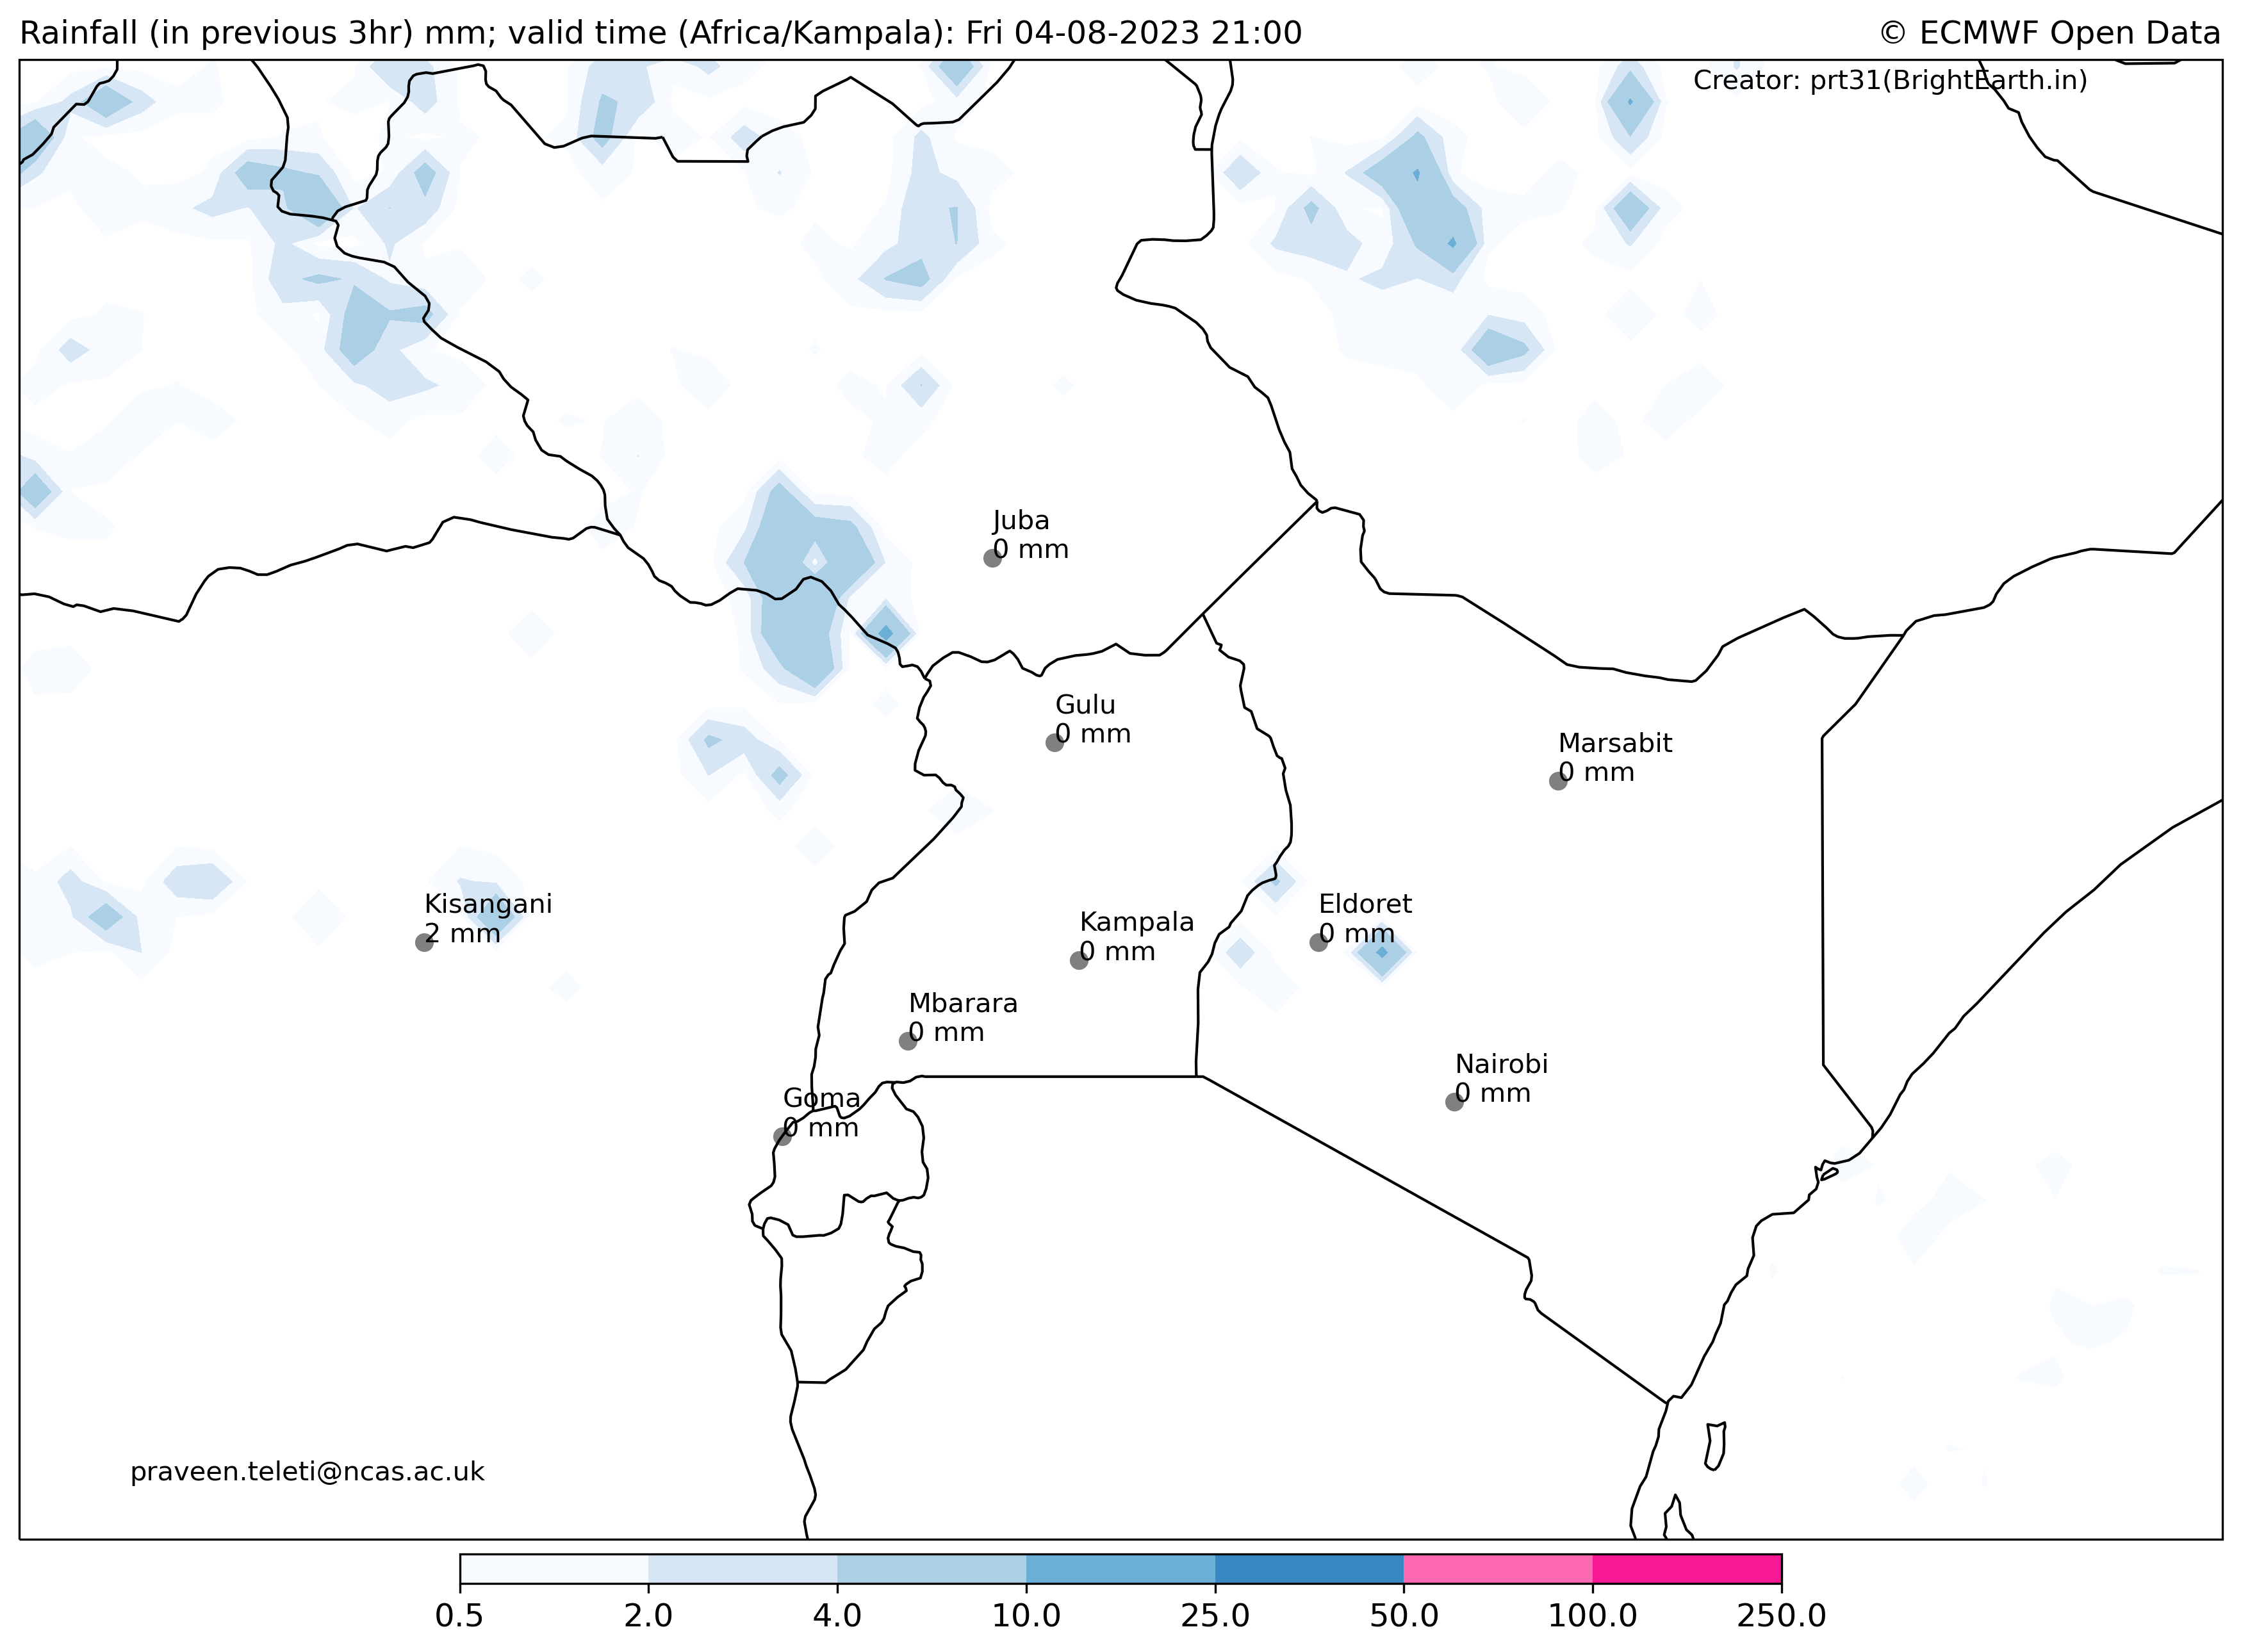 Rainfall (in previous 3hr) mm; valid time (Africa/Kampala): Fri 04-08-2023 21:00
© ECMWF Open Data
Creator: prt31(BrightEarth.in)
Juba
0 mm
Gulu
0 mm
Marsabit
0 mm
Kisangani
2 mm
Eldoret
0 mm
Kampala
0 mm
Mbarara
0 mm
Nairobi
0 mm
Goma
0 mm
praveen.teleti@ncas.ac.uk
0.5 2.0 4.0 10.0 25.0 50.0 100.0 250.0